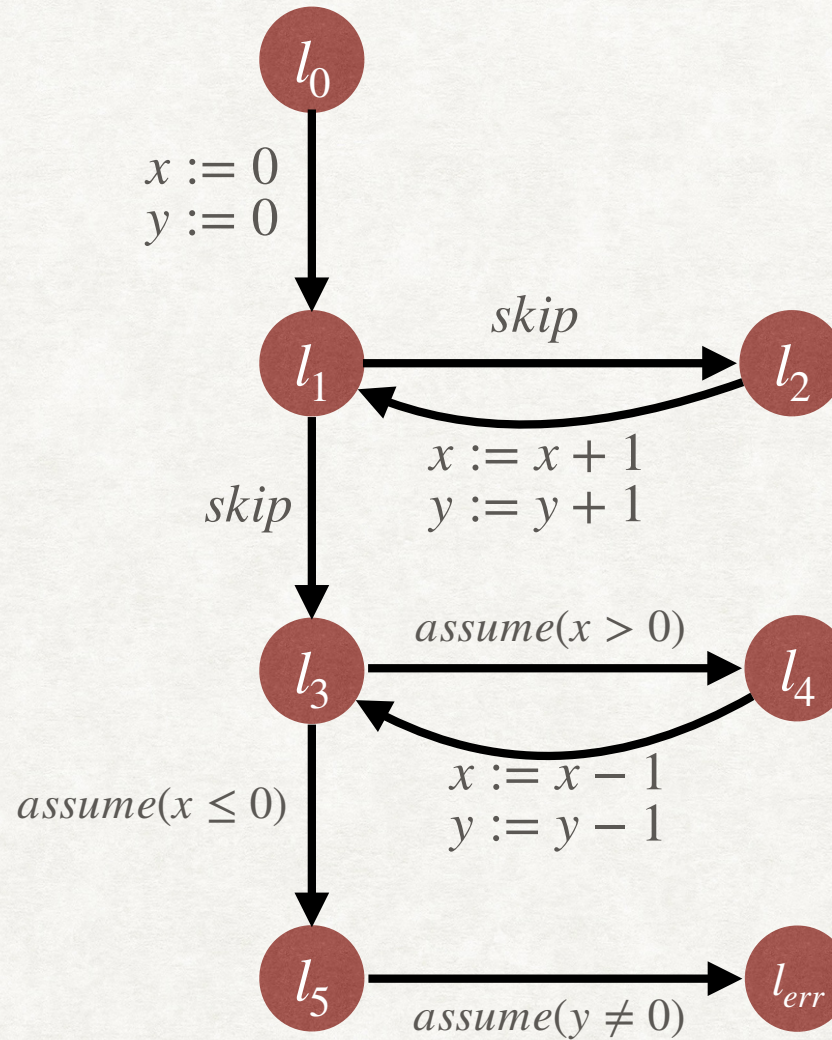 l₀
x := 0
y := 0
skip
l₁
l₂
x := x + 1
y := y + 1
skip
assume(x > 0)
l₃
l₄
x := x − 1
y := y − 1
assume(x ≤ 0)
l₅
l_err
assume(y ≠ 0)